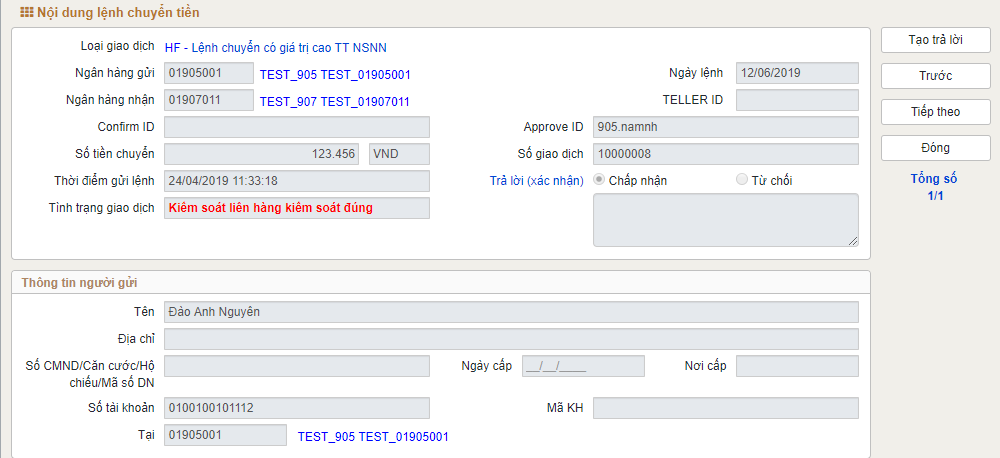 Nội dung lệnh chuyển tiền
Loại giao dịch HF - Lệnh chuyển có giá trị cao TT NSNN
Tạo trả lời
Ngân hàng gửi 01905001 TEST_905 TEST_01905001 Ngày lệnh 12/06/2019
Trước
Ngân hàng nhận 01907011 TEST_907 TEST_01907011 TELLER ID
Tiếp theo
Confirm ID Approve ID 905.namnh
Số tiền chuyển 123.456 VND Số giao dịch 10000008
Đóng
Thời điểm gửi lệnh 24/04/2019 11:33:18 Trả lời (xác nhận) Chấp nhận Từ chối
Tổng số
1/1
Tình trạng giao dịch Kiểm soát liên hàng kiểm soát đúng
Thông tin người gửi
Tên Đào Anh Nguyên
Địa chỉ
Số CMND/Căn cước/Hộ
chiếu/Mã số DN
Ngày cấp __/__/____ Nơi cấp
Số tài khoản 0100100101112 Mã KH
Tại 01905001 TEST_905 TEST_01905001